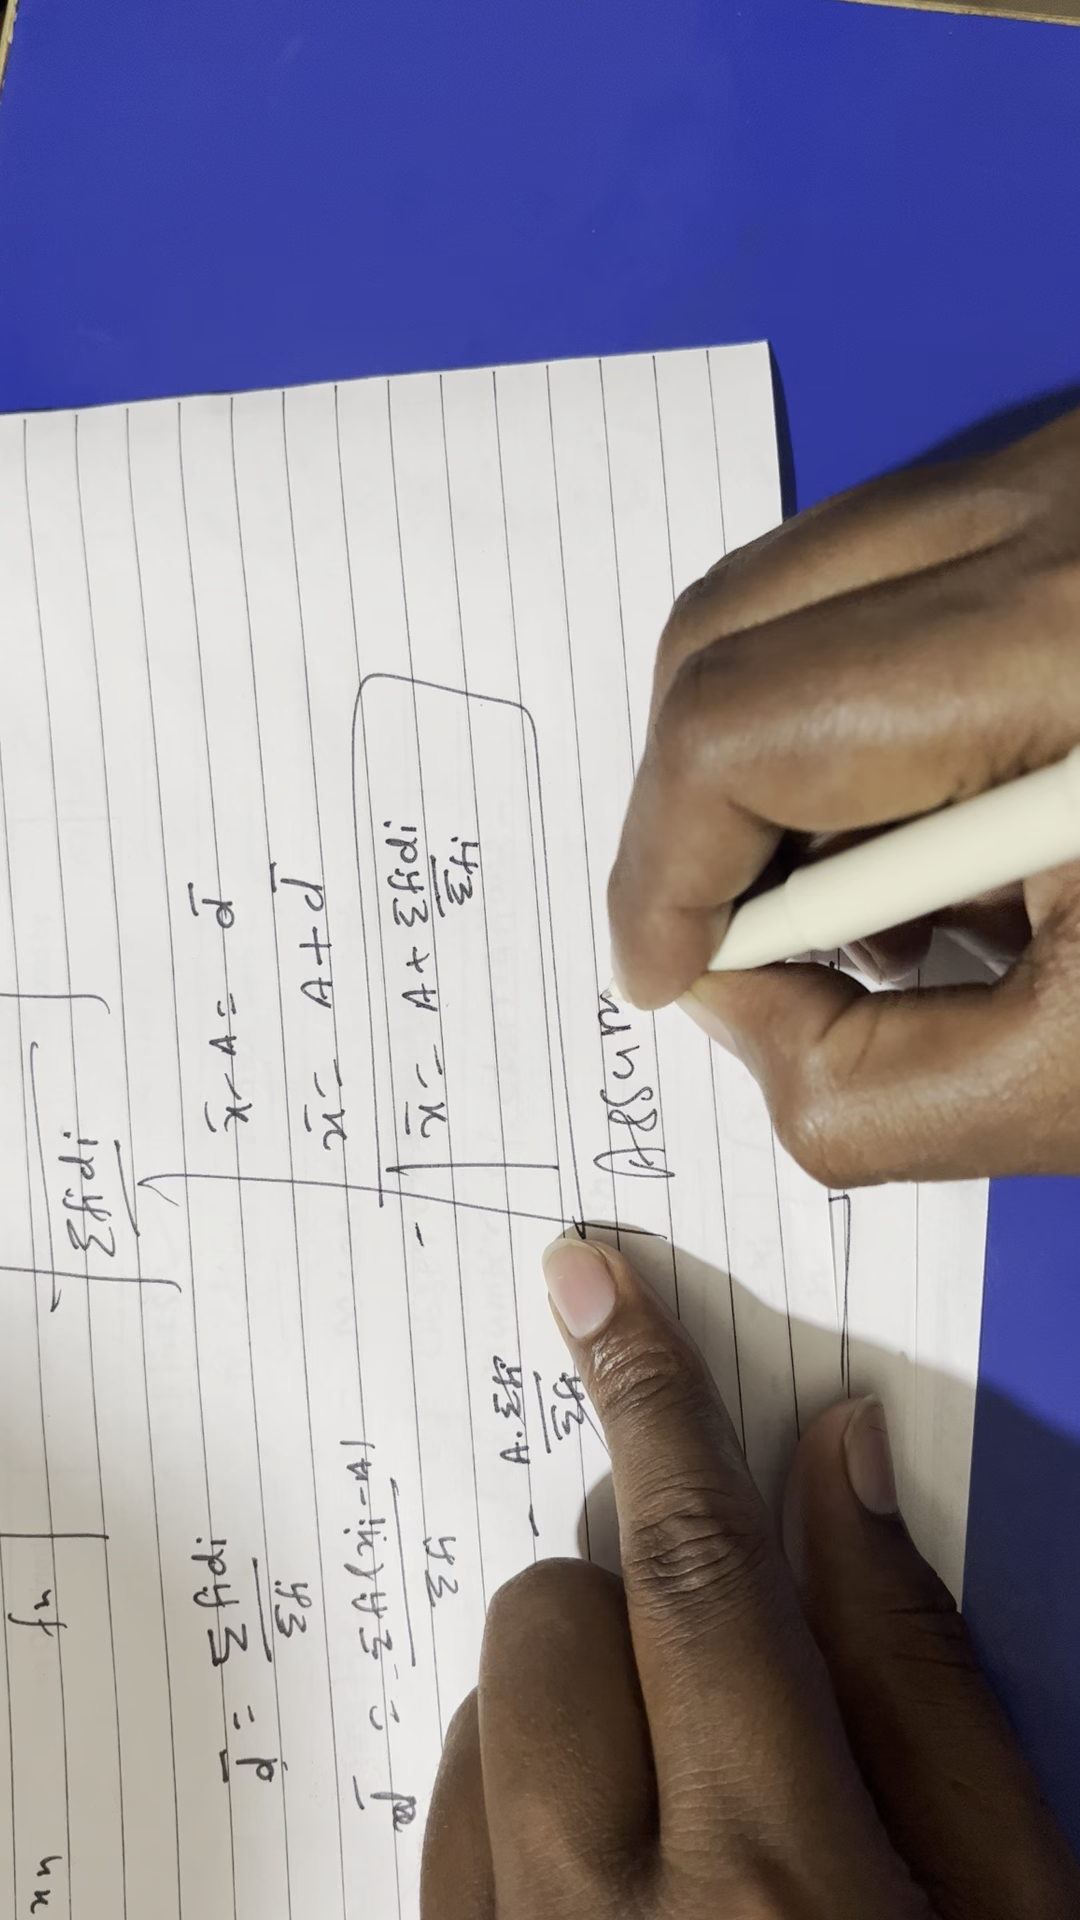 xn fn Σfidi
d̄ = Σfidi
Σfi
x̄ - A = d̄
d̄ = Σfi(xi - A)
Σfi
x̄ = A + d̄
x̄ = A + Σfidi
Σfi
- A. Σfi
Σfi
Assum